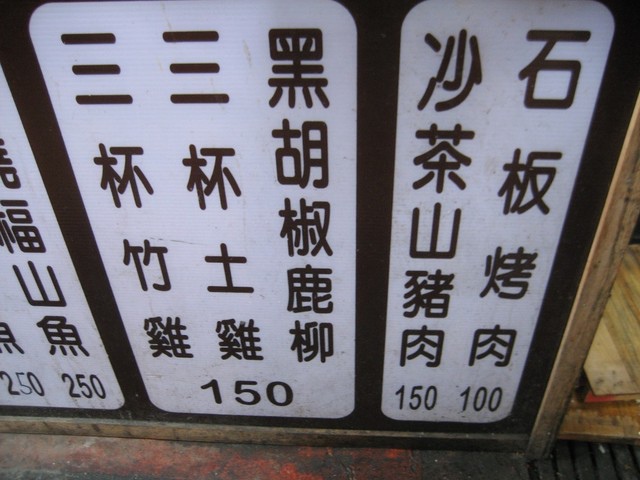 石板烤肉
100
沙茶山豬肉
150
黑胡椒鹿柳
三杯土雞
三杯竹雞
150
山魚
250
福
250